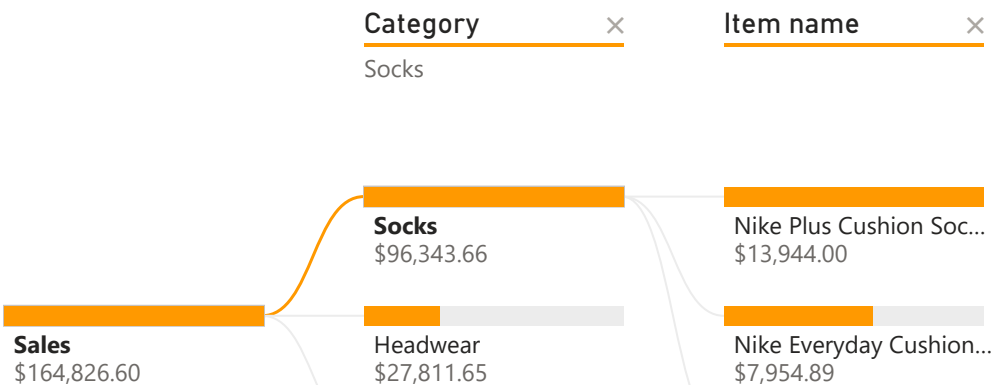 Category ×
Item name ×
Socks
Socks
$96,343.66
Nike Plus Cushion Soc...
$13,944.00
Sales
$164,826.60
Headwear
$27,811.65
Nike Everyday Cushion...
$7,954.89